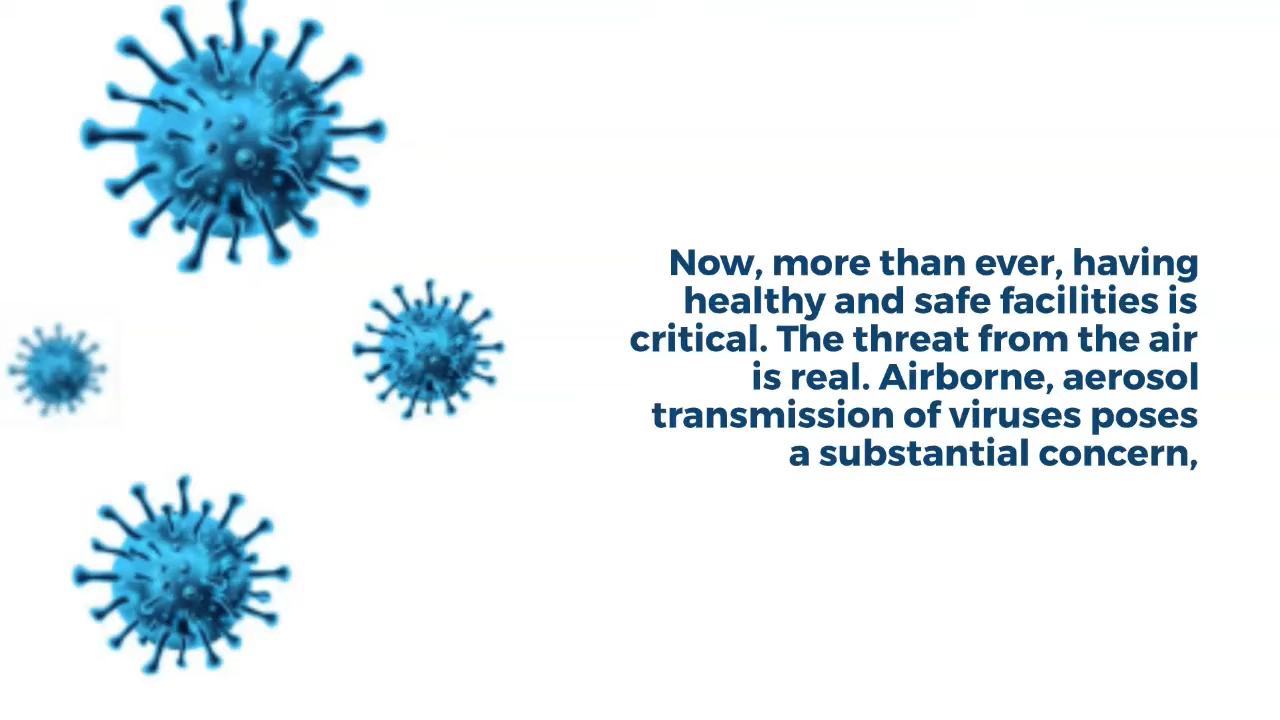 Now, more than ever, having
healthy and safe facilities is
critical. The threat from the air
is real. Airborne, aerosol
transmission of viruses poses
a substantial concern,